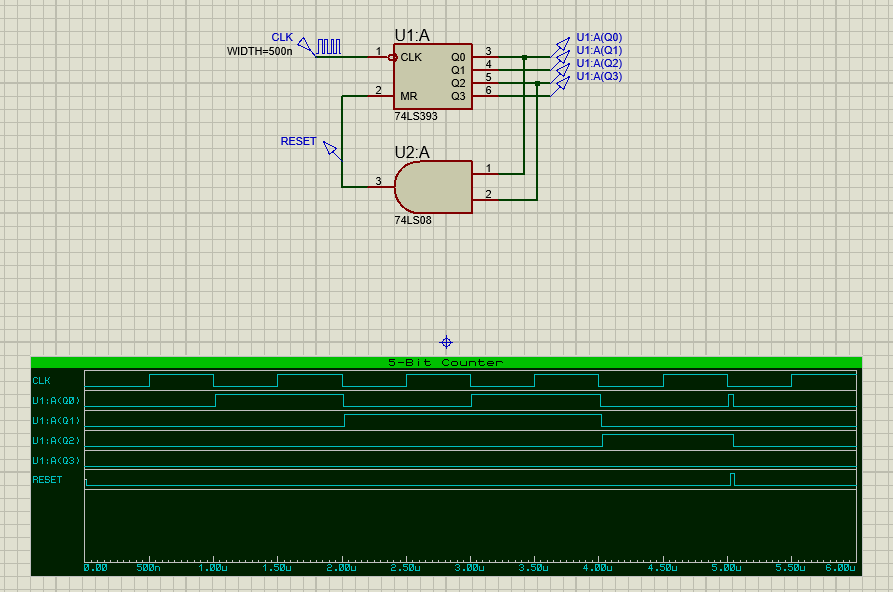 U1:A
CLK
WIDTH=500n
1
CLK
Q0
3
U1:A(Q0)
Q1
4
U1:A(Q1)
Q2
5
U1:A(Q2)
2
MR
Q3
6
U1:A(Q3)
74LS393
RESET
U2:A
1
3
2
74LS08
5-Bit Counter
CLK
U1:A(Q0)
U1:A(Q1)
U1:A(Q2)
U1:A(Q3)
RESET
0.00 500n 1.00u 1.50u 2.00u 2.50u 3.00u 3.50u 4.00u 4.50u 5.00u 5.50u 6.00u